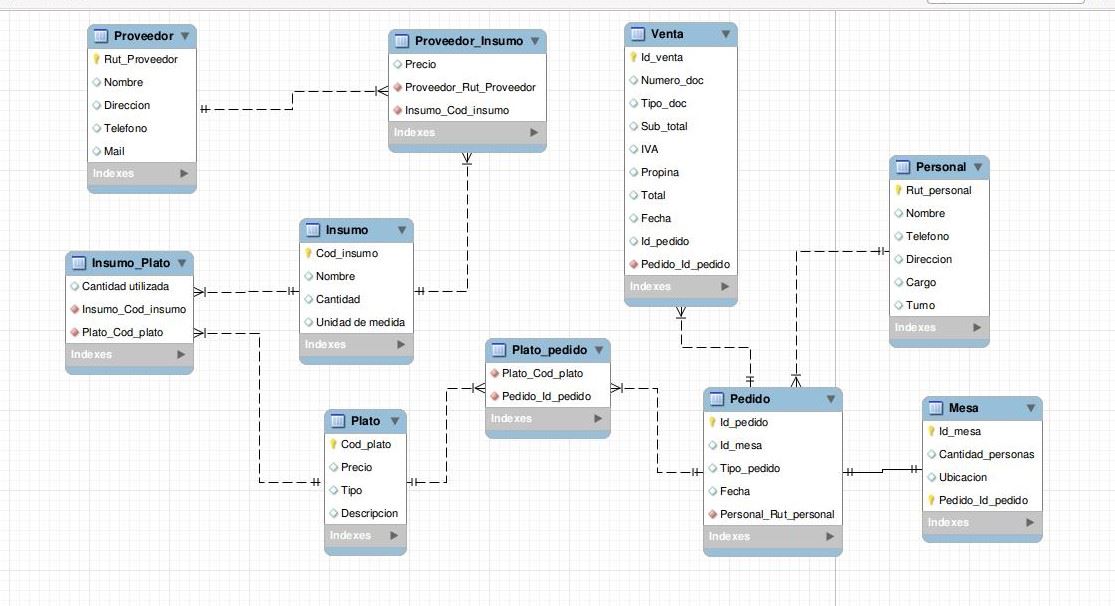 Proveedor
Rut_Proveedor
Nombre
Direccion
Telefono
Mail
Indexes
Proveedor_Insumo
Precio
Proveedor_Rut_Proveedor
Insumo_Cod_insumo
Indexes
Venta
Id_venta
Numero_doc
Tipo_doc
Sub_total
IVA
Propina
Total
Fecha
Id_pedido
Pedido_Id_pedido
Indexes
Personal
Rut_personal
Nombre
Telefono
Direccion
Cargo
Turno
Indexes
Insumo_Plato
Cantidad utilizada
Insumo_Cod_insumo
Plato_Cod_plato
Indexes
Insumo
Cod_insumo
Nombre
Cantidad
Unidad de medida
Indexes
Plato_pedido
Plato_Cod_plato
Pedido_Id_pedido
Indexes
Plato
Cod_plato
Precio
Tipo
Descripcion
Indexes
Pedido
Id_pedido
Id_mesa
Tipo_pedido
Fecha
Personal_Rut_personal
Indexes
Mesa
Id_mesa
Cantidad_personas
Ubicacion
Pedido_Id_pedido
Indexes